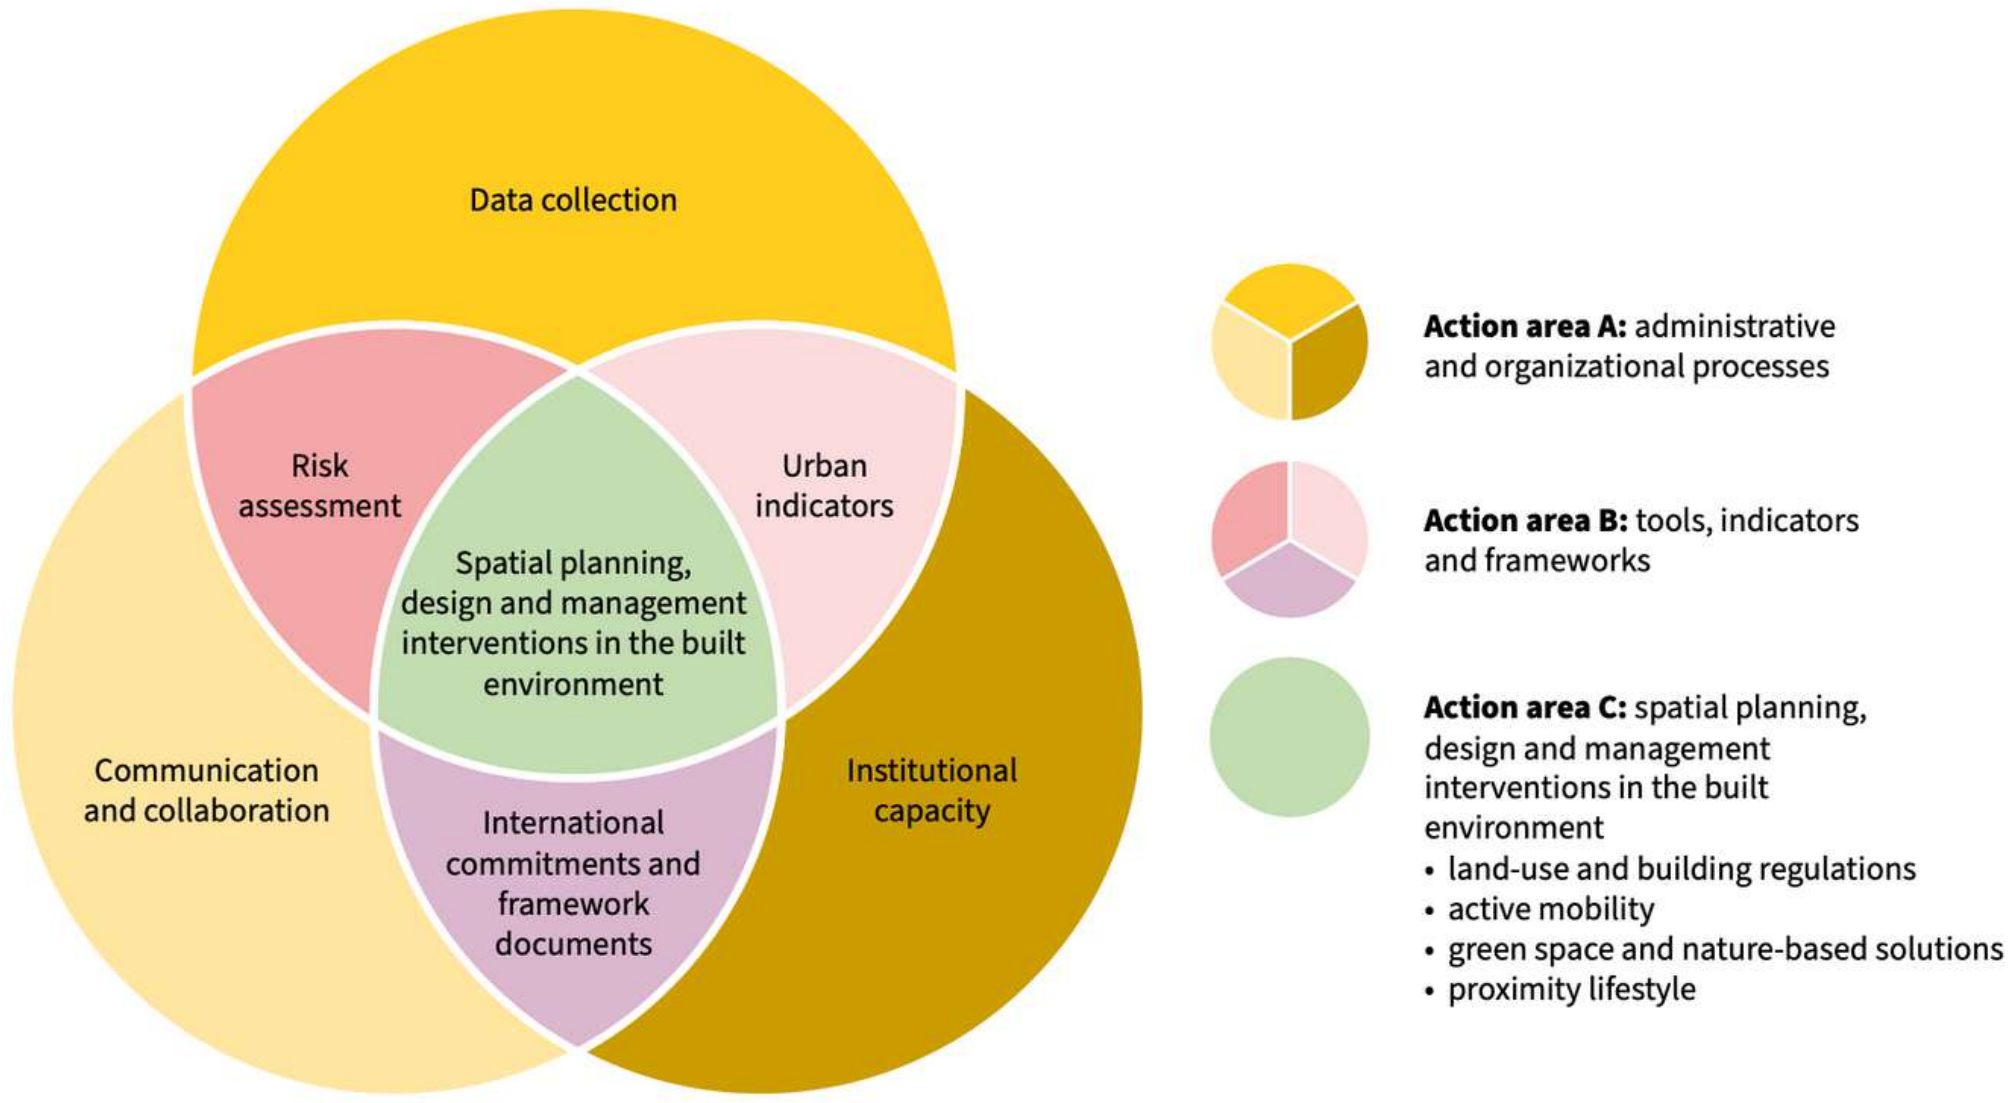 Data collection
Risk
assessment
Urban
indicators
Spatial planning,
design and management
interventions in the built
environment
Communication
and collaboration
Institutional
capacity
International
commitments and
framework
documents
Action area A: administrative
and organizational processes
Action area B: tools, indicators
and frameworks
Action area C: spatial planning,
design and management
interventions in the built
environment
• land-use and building regulations
• active mobility
• green space and nature-based solutions
• proximity lifestyle